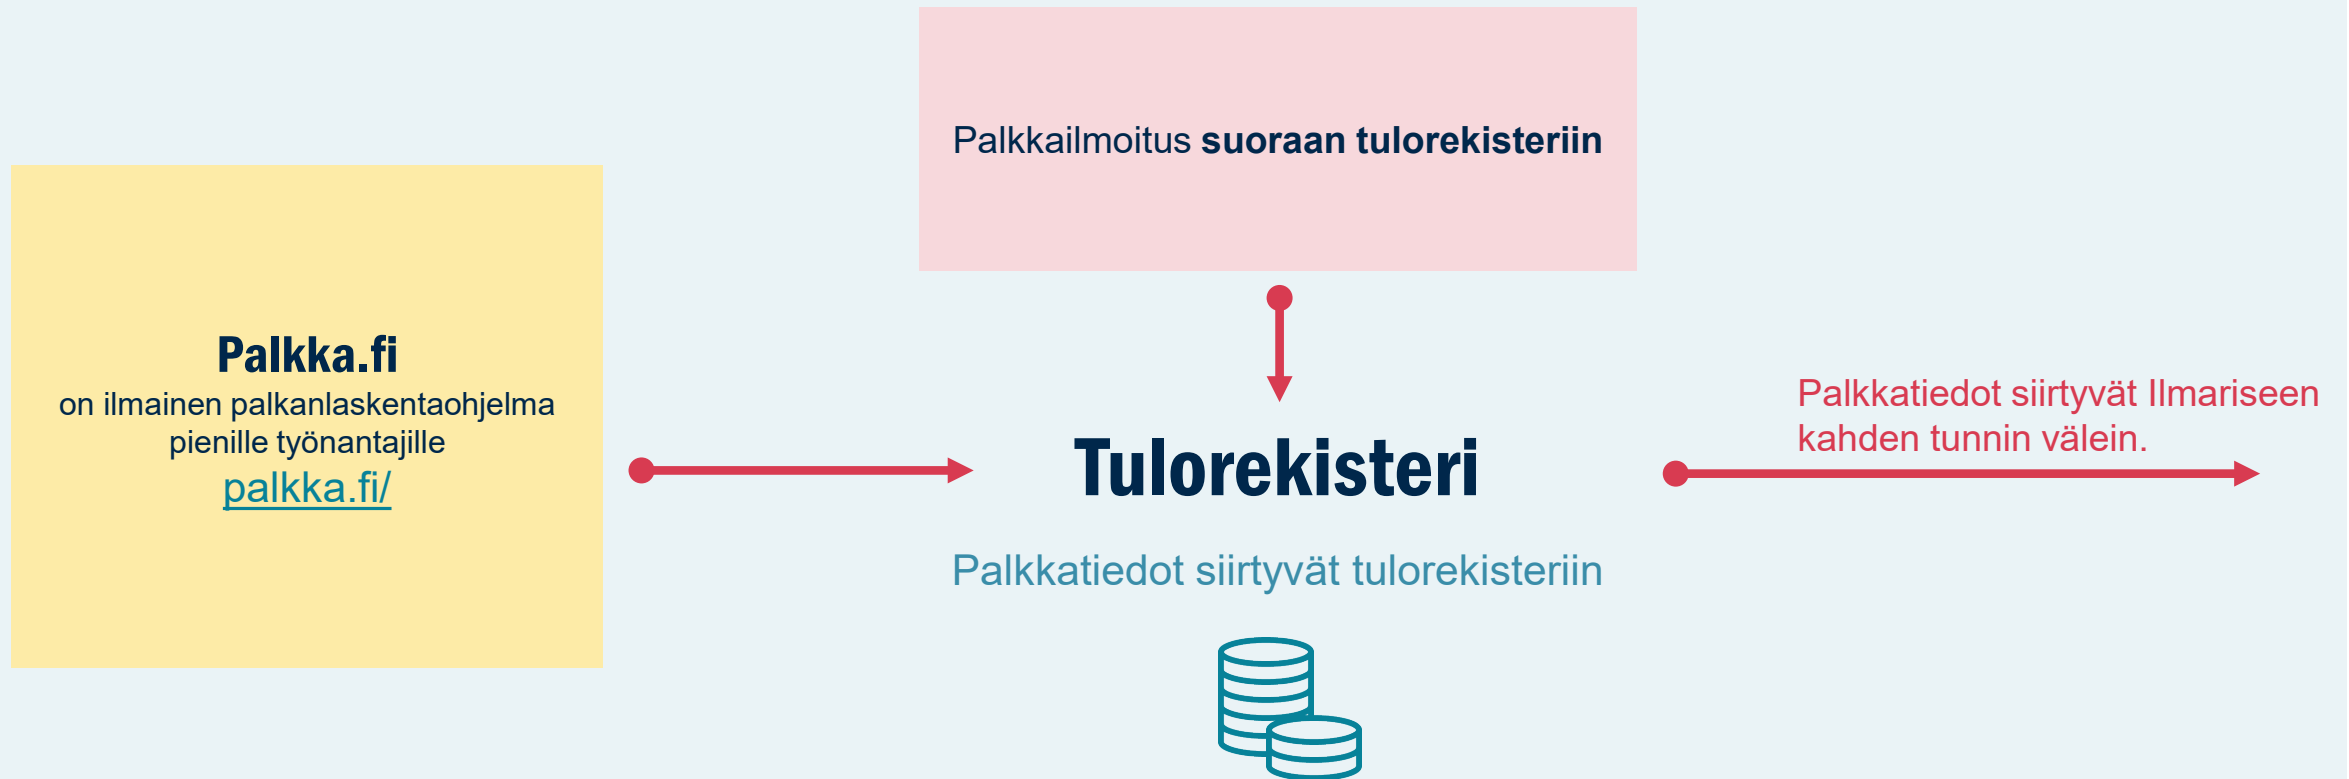 Palkkailmoitus suoraan tulorekisteriin
Palkka.fi
on ilmainen palkanlaskentaohjelma
pienille työnantajille
palkka.fi/
Tulorekisteri
Palkkatiedot siirtyvät tulorekisteriin
Palkkatiedot siirtyvät Ilmariseen
kahden tunnin välein.